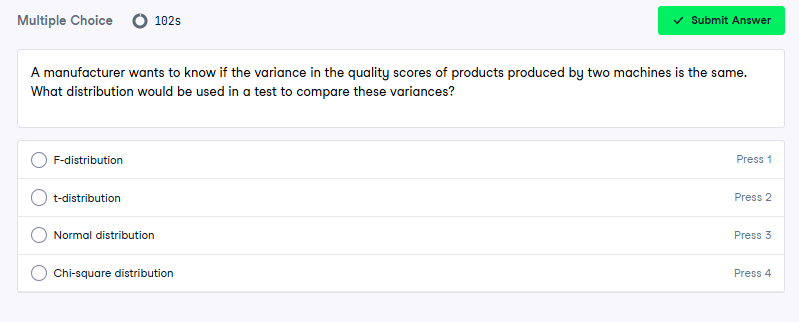 Multiple Choice 102s Submit Answer
A manufacturer wants to know if the variance in the quality scores of products produced by two machines is the same.
What distribution would be used in a test to compare these variances?
F-distribution Press 1
t-distribution Press 2
Normal distribution Press 3
Chi-square distribution Press 4